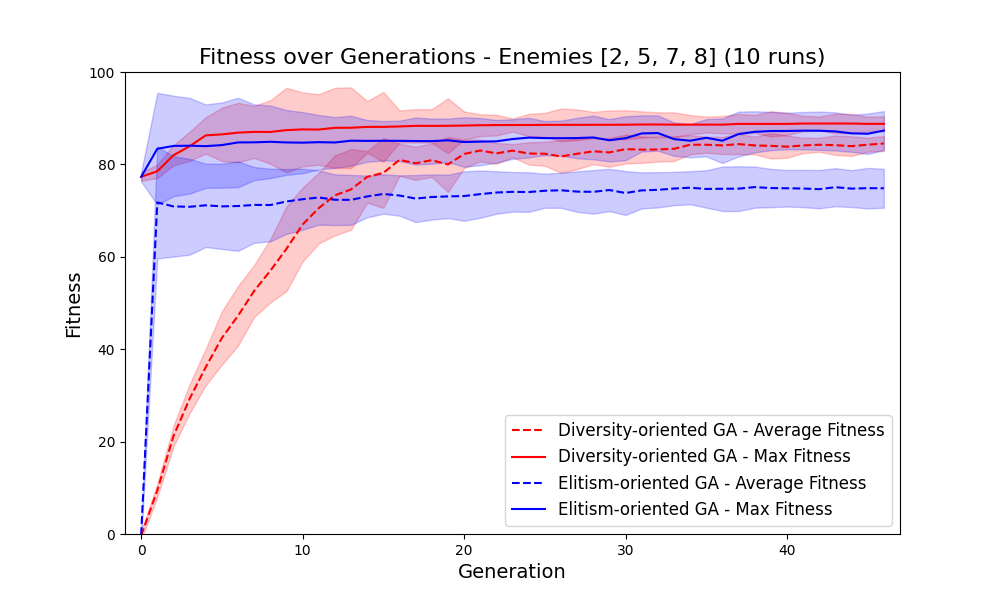 Fitness over Generations - Enemies [2, 5, 7, 8] (10 runs)
100
80
60
40
20
0
Fitness
0 10 20 30 40
Generation
Diversity-oriented GA - Average Fitness
Diversity-oriented GA - Max Fitness
Elitism-oriented GA - Average Fitness
Elitism-oriented GA - Max Fitness